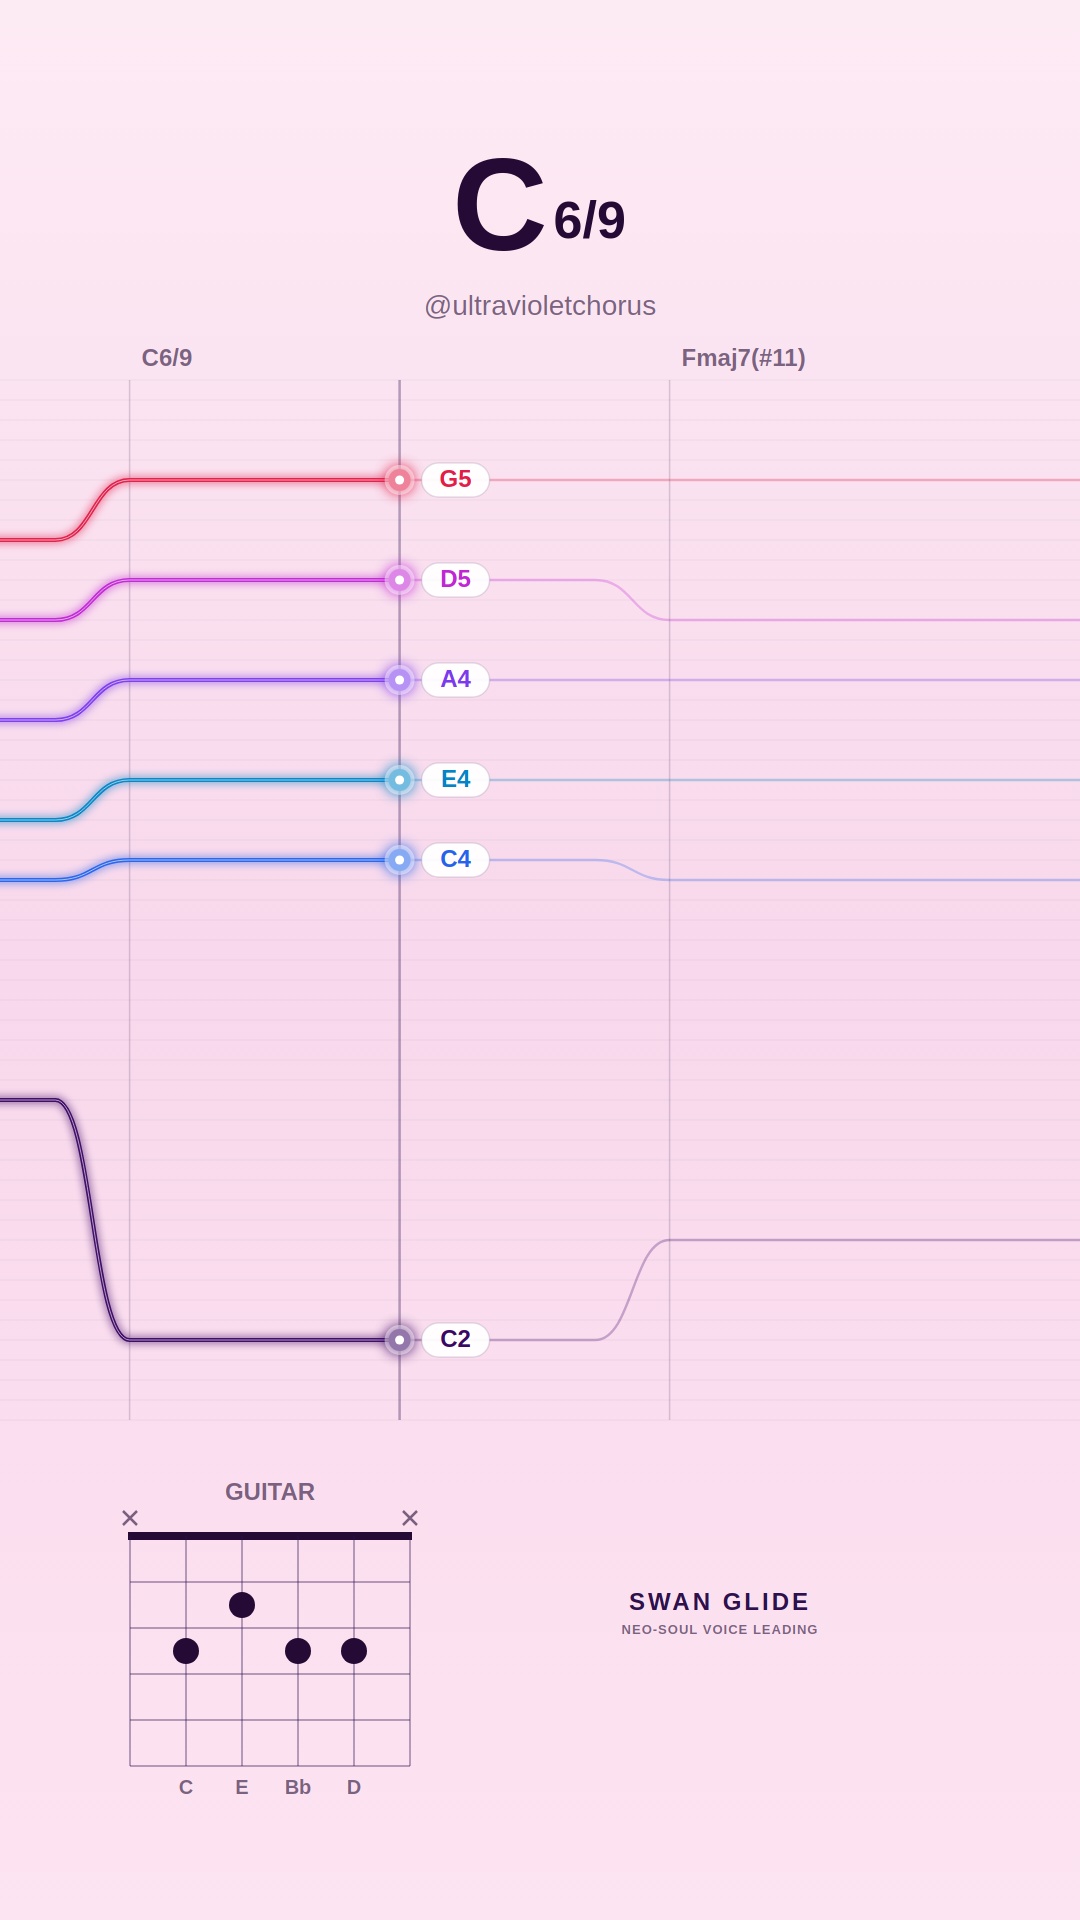 C 6/9
@ultravioletchorus
C6/9 Fmaj7(#11)
G5
D5
A4
E4
C4
C2
GUITAR
× ×
SWAN GLIDE
NEO-SOUL VOICE LEADING
C E Bb D